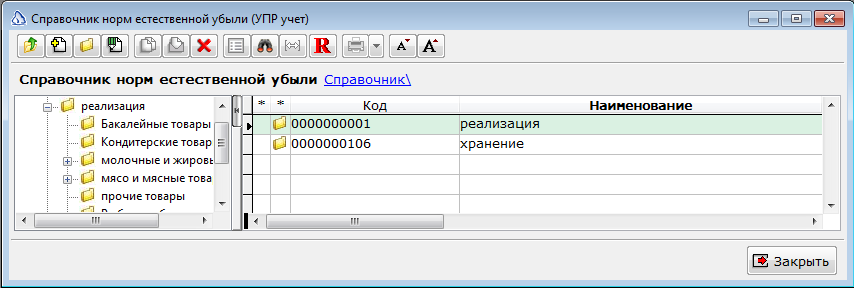 Справочник норм естественной убыли (УПР учет)
R A A
Справочник норм естественной убыли Справочник\
реализация
Бакалейные товары
Кондитерские товар
молочные и жировы
мясо и мясные това
прочие товары
* * Код Наименование
0000000001 реализация
0000000106 хранение
Закрыть